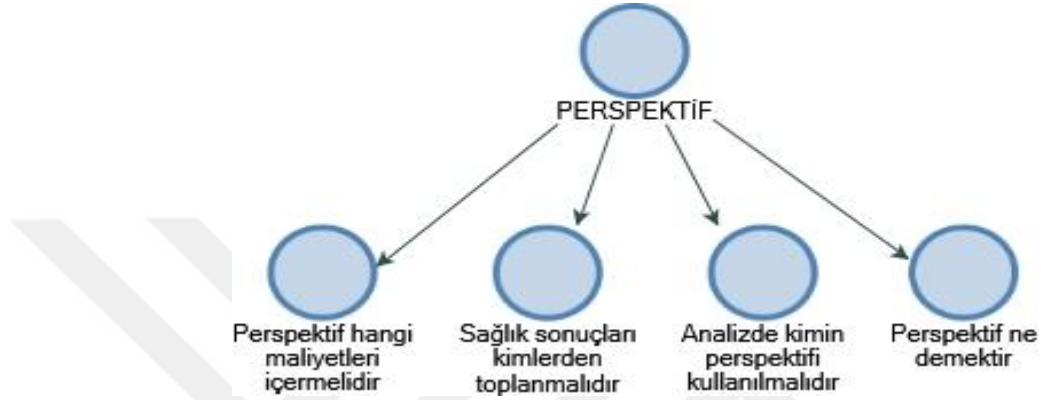 PERSPEKTİF
Perspektif hangi
maliyetleri
içermelidir
Sağlık sonuçları
kimlerden
toplanmalıdır
Analizde kimin
perspektifi
kullanılmalıdır
Perspektif ne
demektir